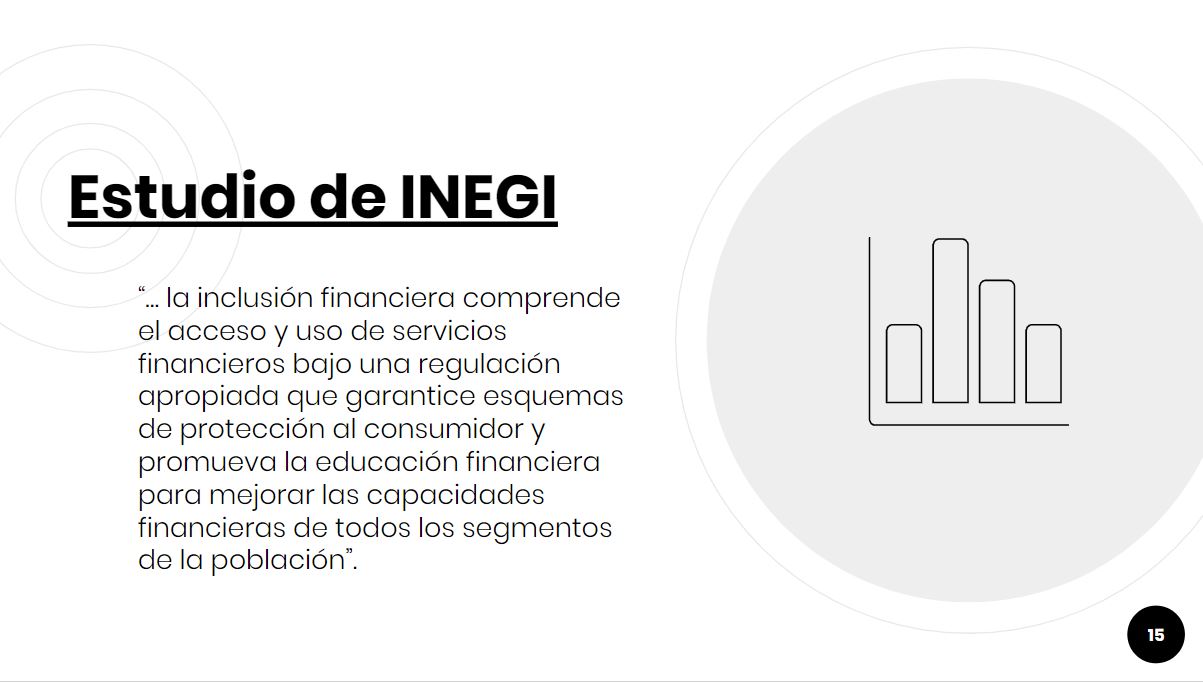 Estudio de INEGI
“... la inclusión financiera comprende
el acceso y uso de servicios
financieros bajo una regulación
apropiada que garantice esquemas
de protección al consumidor y
promueva la educación financiera
para mejorar las capacidades
financieras de todos los segmentos
de la población”.
15